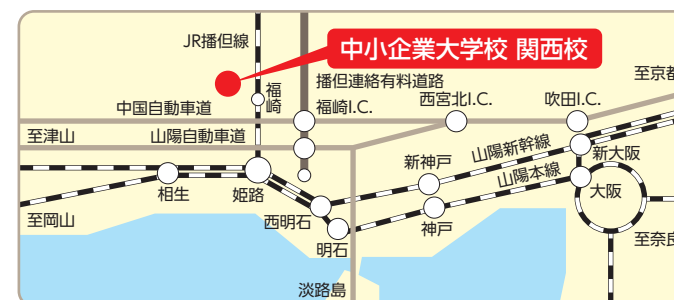 JR播但線
中小企業大学校 関西校
至京都
播但連絡有料道路
福崎
福崎I.C.
西宮北I.C.
吹田I.C.
中国自動車道
至津山
山陽自動車道
山陽新幹線
新大阪
新神戸
山陽本線
相生
姫路
大阪
至岡山
西明石
神戸
明石
至奈良
淡路島